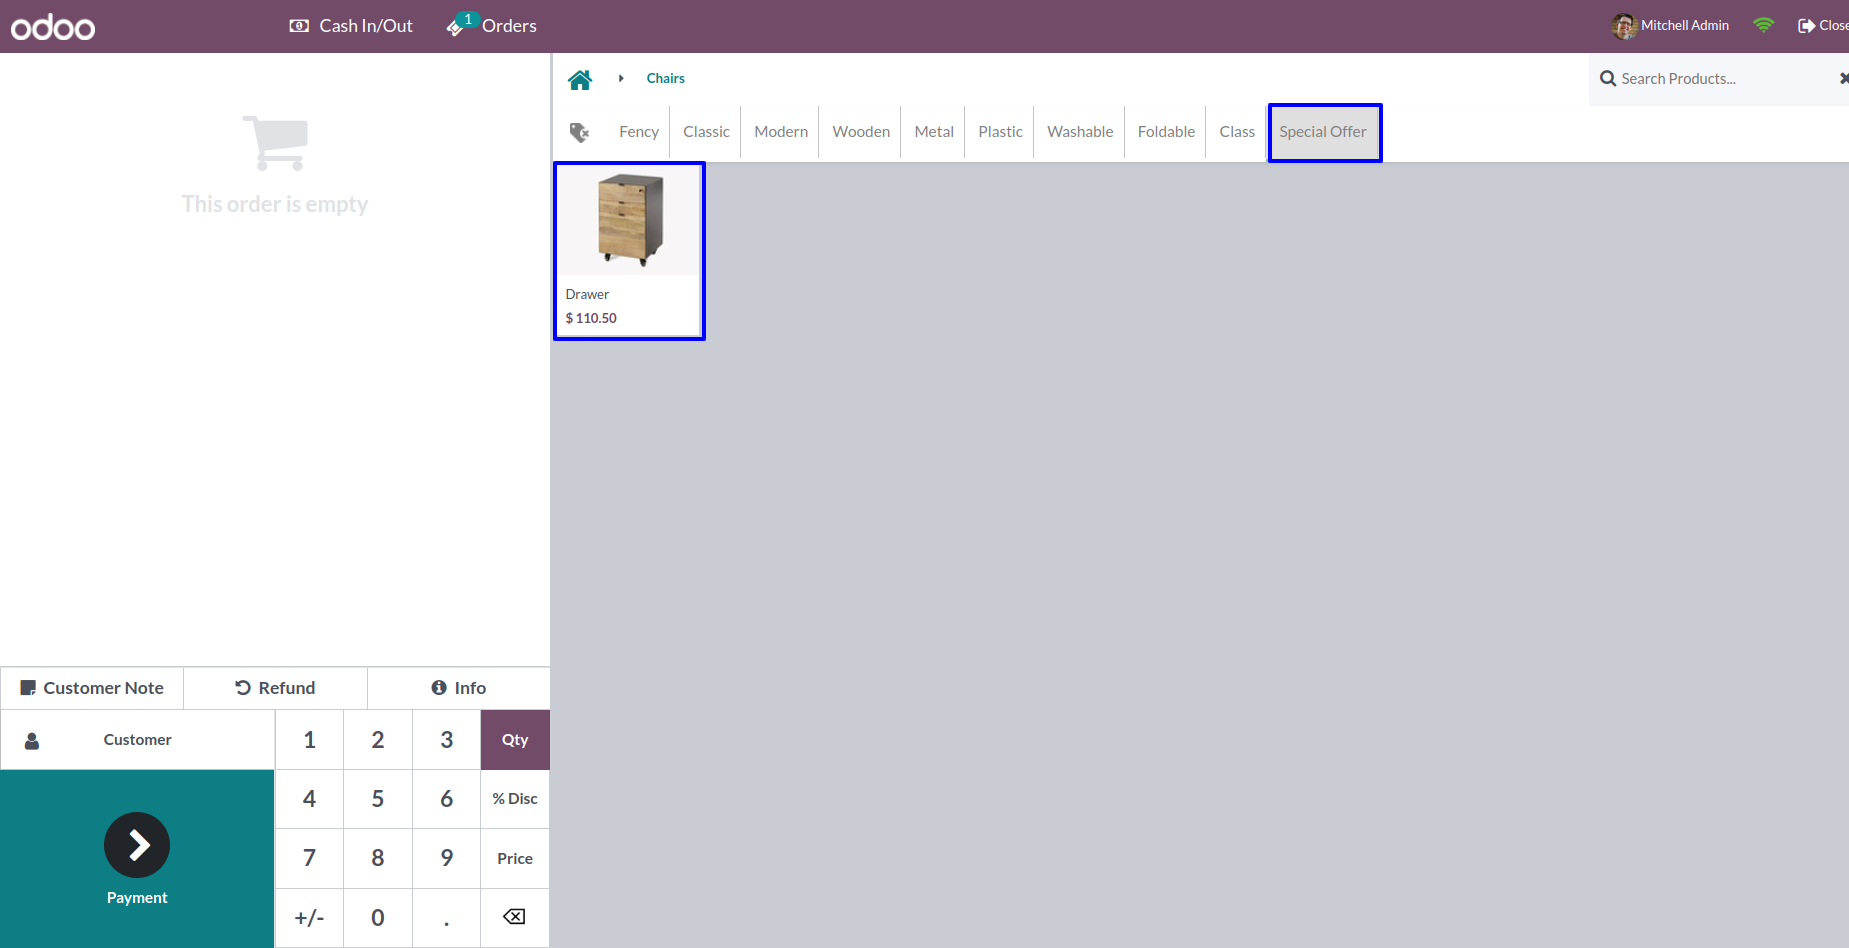 odoo
Cash In/Out
1
Orders
Mitchell Admin
Close
Chairs
Search Products...
Fency
Classic
Modern
Wooden
Metal
Plastic
Washable
Foldable
Class
Special Offer
This order is empty
Drawer
$ 110.50
Customer Note
Refund
Info
Customer
1
2
3
Qty
4
5
6
% Disc
7
8
9
Price
Payment
+/-
0
.